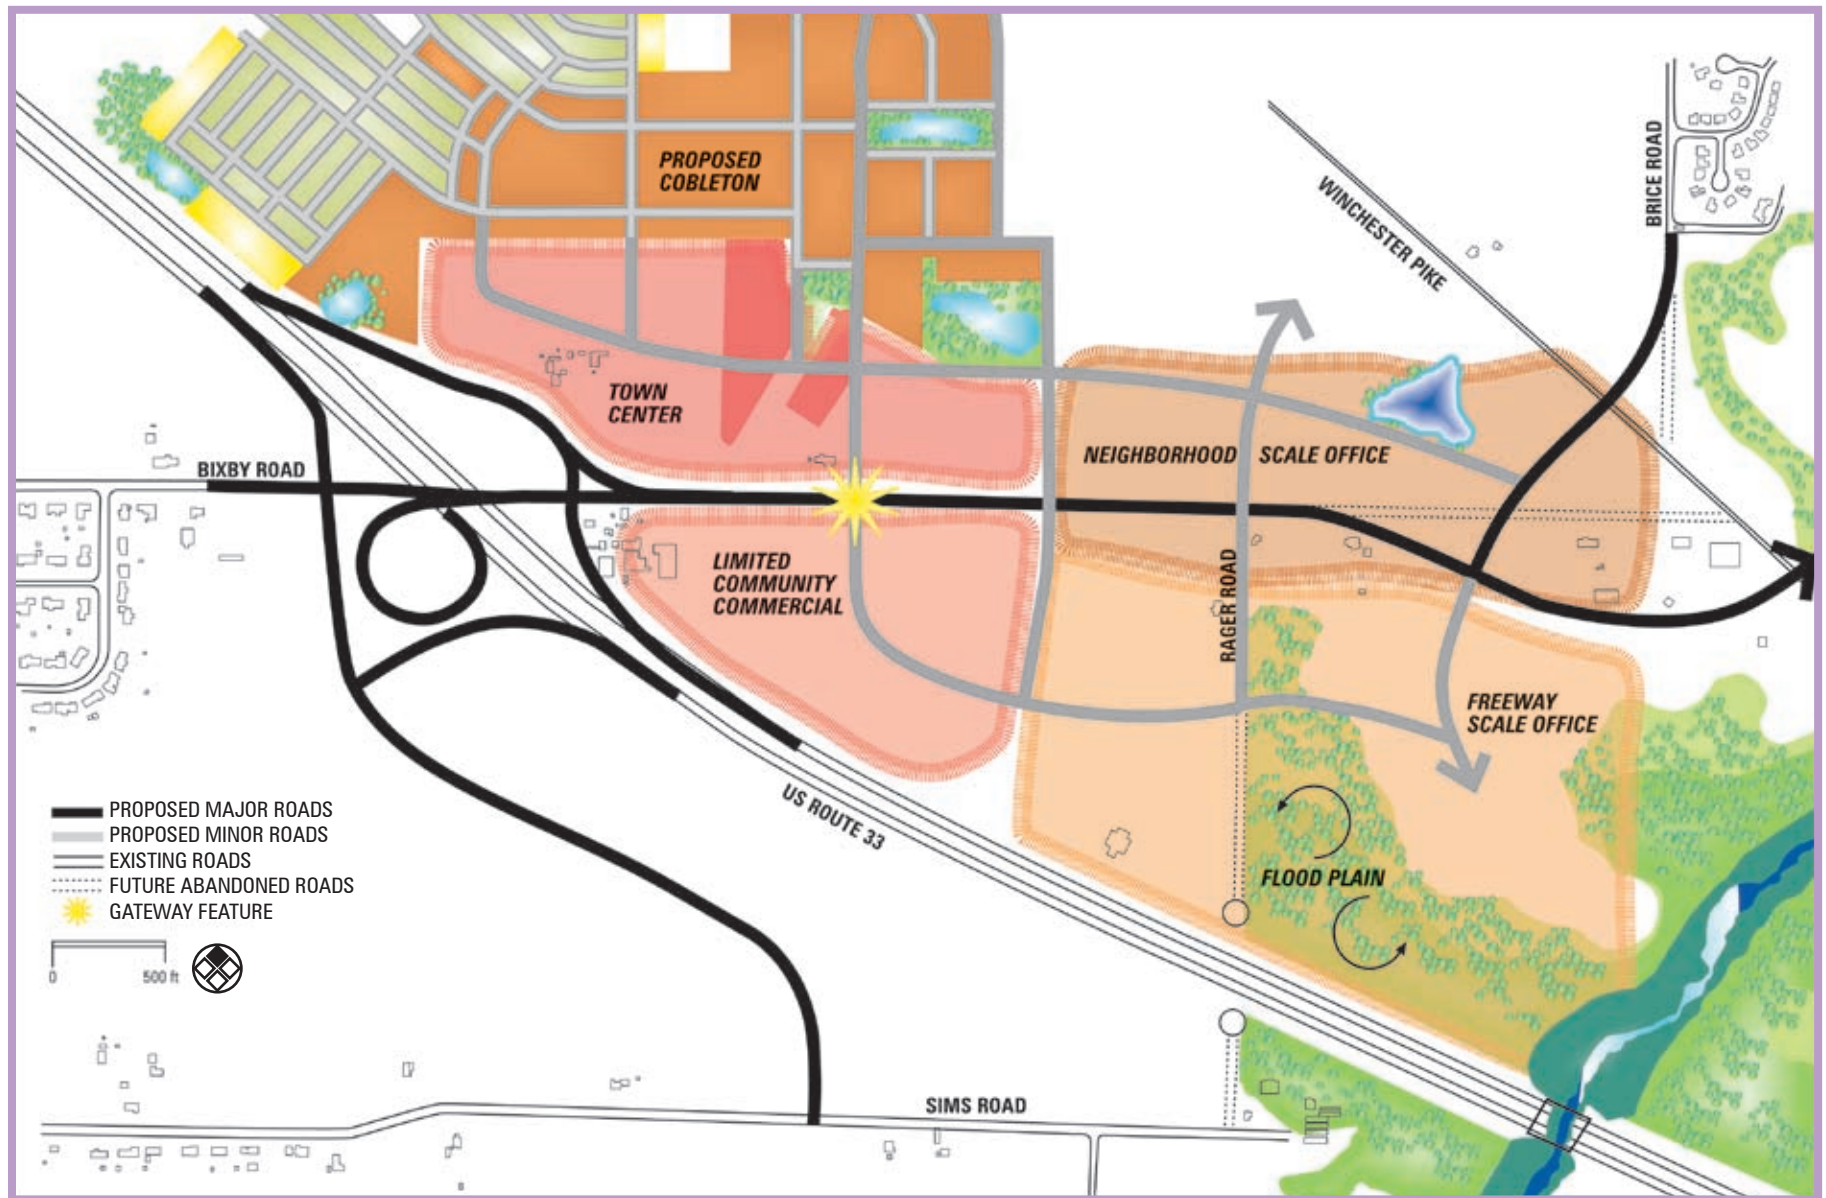 PROPOSED
COBLETON
WINCHESTER PIKE
BRICE ROAD
TOWN
CENTER
NEIGHBORHOOD SCALE OFFICE
BIXBY ROAD
LIMITED
COMMUNITY
COMMERCIAL
RAGER ROAD
FREEWAY
SCALE OFFICE
US ROUTE 33
FLOOD PLAIN
PROPOSED MAJOR ROADS
PROPOSED MINOR ROADS
EXISTING ROADS
FUTURE ABANDONED ROADS
GATEWAY FEATURE
0 500 ft
SIMS ROAD